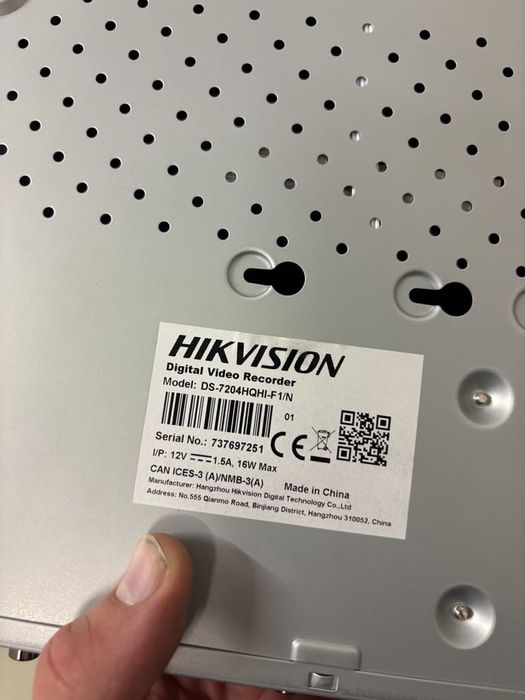 HIKVISION
Digital Video Recorder
Model: DS-7204HQHI-F1/N
01
Serial No.: 737697251
CE
I/P: 12V ⎓ 1.5A, 16W Max
CAN ICES-3 (A)/NMB-3(A) Made in China
Manufacturer: Hangzhou Hikvision Digital Technology Co.,Ltd
Address: No.555 Qianmo Road, Binjiang District, Hangzhou 310052, China